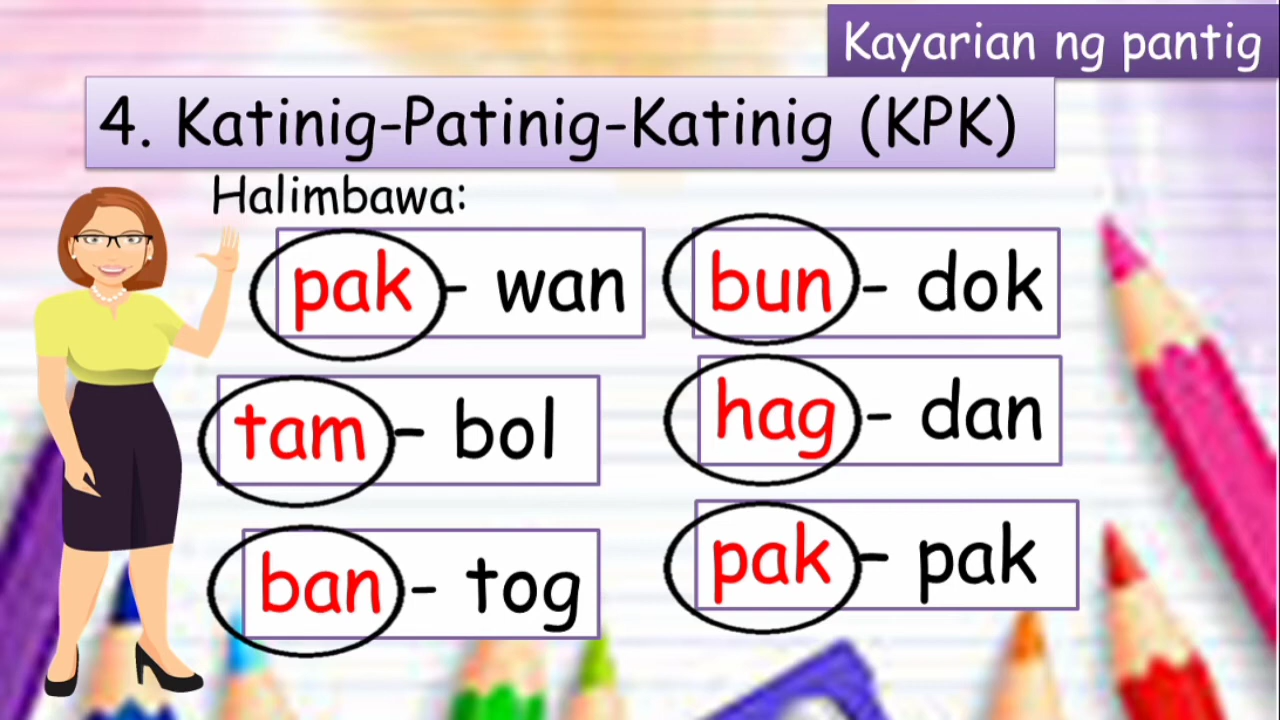 Kayarian ng pantig
4. Katinig-Patinig-Katinig (KPK)
Halimbawa:
pak - wan
bun - dok
tam - bol
hag - dan
ban - tog
pak - pak